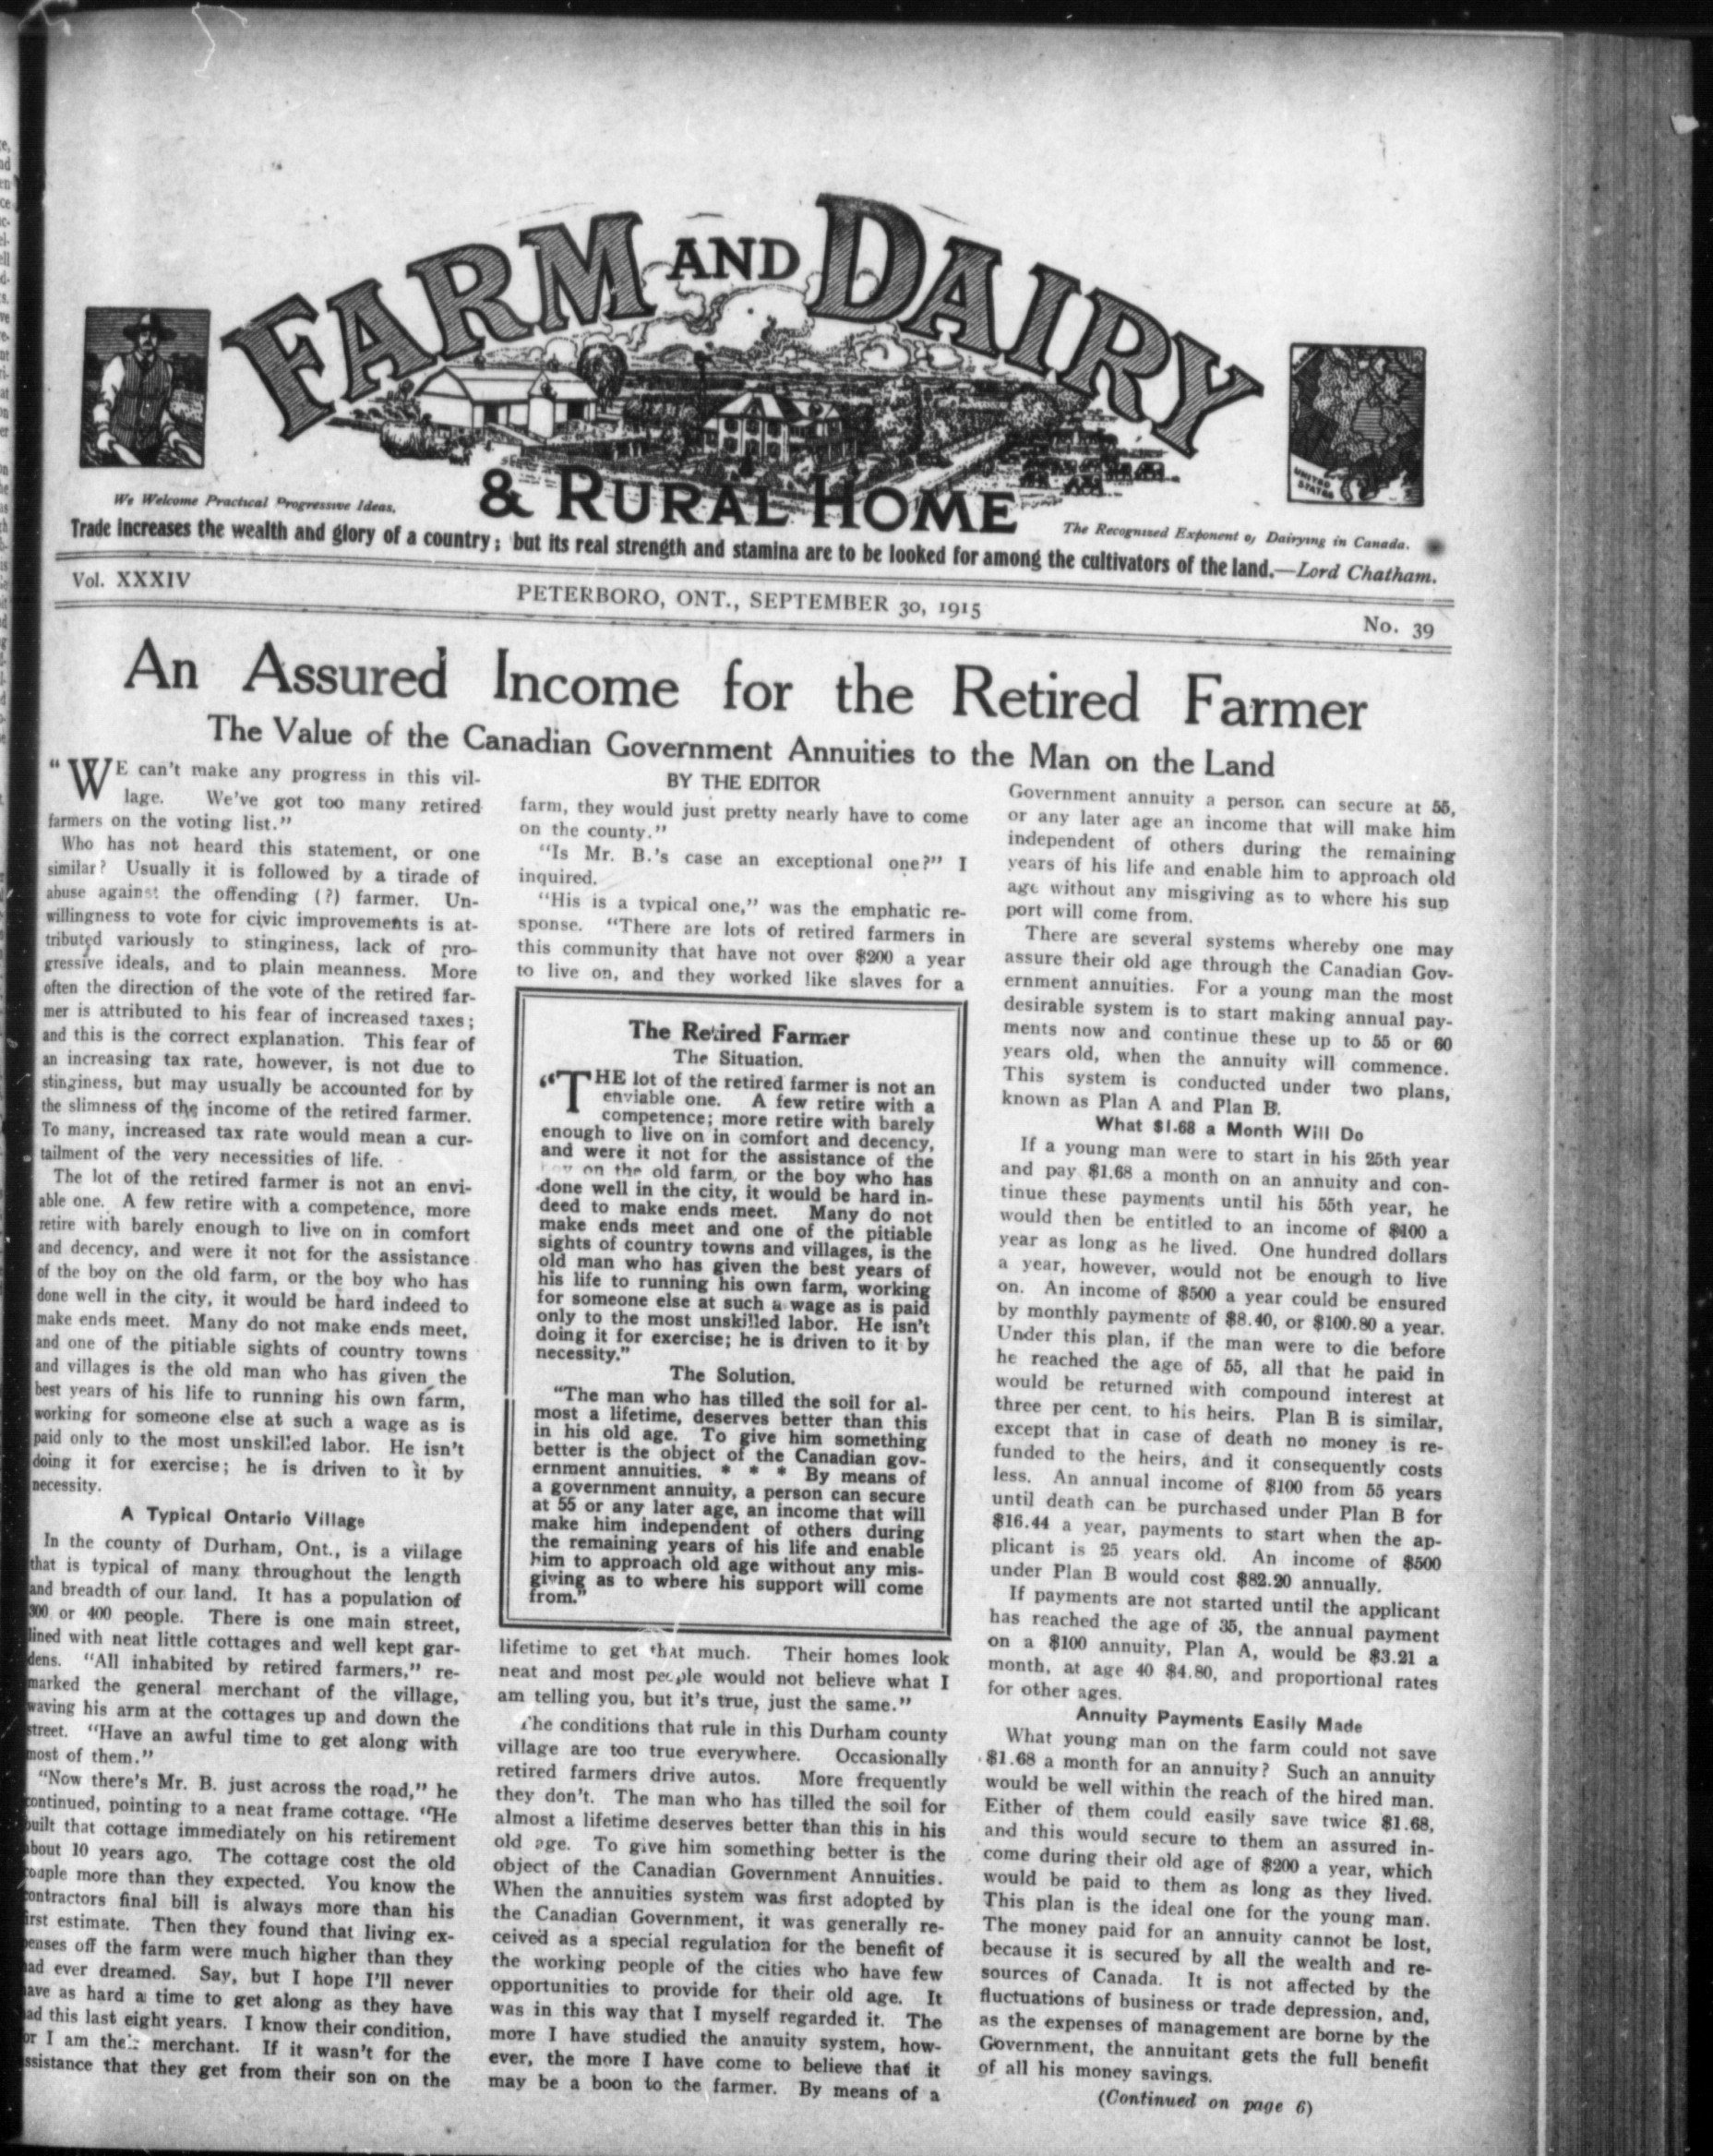 FARM AND DAIRY
& RURAL HOME
UNITED
STATES
We Welcome Practical Progressive Ideas.
The Recognized Exponent of Dairying in Canada.
Trade increases the wealth and glory of a country; but its real strength and stamina are to be looked for among the cultivators of the land.—Lord Chatham.
Vol. XXXIV
PETERBORO, ONT., SEPTEMBER 30, 1915
No. 39
An Assured Income for the Retired Farmer
The Value of the Canadian Government Annuities to the Man on the Land
BY THE EDITOR
"WE can't make any progress in this vil-
lage. We've got too many retired
farmers on the voting list."
Who has not heard this statement, or one
similar? Usually it is followed by a tirade of
abuse against the offending (?) farmer. Un-
willingness to vote for civic improvements is at-
tributed variously to stinginess, lack of pro-
gressive ideals, and to plain meanness. More
often the direction of the vote of the retired far-
mer is attributed to his fear of increased taxes;
and this is the correct explanation. This fear of
an increasing tax rate, however, is not due to
stinginess, but may usually be accounted for by
the slimness of the income of the retired farmer.
To many, increased tax rate would mean a cur-
tailment of the very necessities of life.
The lot of the retired farmer is not an envi-
able one. A few retire with a competence, more
retire with barely enough to live on in comfort
and decency, and were it not for the assistance
of the boy on the old farm, or the boy who has
done well in the city, it would be hard indeed to
make ends meet. Many do not make ends meet,
and one of the pitiable sights of country towns
and villages is the old man who has given the
best years of his life to running his own farm,
working for someone else at such a wage as is
paid only to the most unskilled labor. He isn't
doing it for exercise; he is driven to it by
necessity.
A Typical Ontario Village
In the county of Durham, Ont., is a village
that is typical of many throughout the length
and breadth of our land. It has a population of
300 or 400 people. There is one main street,
lined with neat little cottages and well kept gar-
dens. "All inhabited by retired farmers," re-
marked the general merchant of the village,
waving his arm at the cottages up and down the
street. "Have an awful time to get along with
most of them."
"Now there's Mr. B. just across the road," he
continued, pointing to a neat frame cottage. "He
built that cottage immediately on his retirement
about 10 years ago. The cottage cost the old
couple more than they expected. You know the
contractors final bill is always more than his
first estimate. Then they found that living ex-
penses off the farm were much higher than they
had ever dreamed. Say, but I hope I'll never
have as hard a time to get along as they have
had this last eight years. I know their condition,
for I am their merchant. If it wasn't for the
assistance that they get from their son on the
farm, they would just pretty nearly have to come
on the county."
"Is Mr. B.'s case an exceptional one?" I
inquired.
"His is a typical one," was the emphatic re-
sponse. "There are lots of retired farmers in
this community that have not over $200 a year
to live on, and they worked like slaves for a
The Retired Farmer
The Situation.
"THE lot of the retired farmer is not an
enviable one. A few retire with a
competence; more retire with barely
enough to live on in comfort and decency,
and were it not for the assistance of the
boy on the old farm, or the boy who has
done well in the city, it would be hard in-
deed to make ends meet. Many do not
make ends meet and one of the pitiable
sights of country towns and villages, is the
old man who has given the best years of
his life to running his own farm, working
for someone else at such a wage as is paid
only to the most unskilled labor. He isn't
doing it for exercise; he is driven to it by
necessity."
The Solution.
"The man who has tilled the soil for al-
most a lifetime, deserves better than this
in his old age. To give him something
better is the object of the Canadian gov-
ernment annuities. * * * By means of
a government annuity, a person can secure
at 55 or any later age, an income that will
make him independent of others during
the remaining years of his life and enable
him to approach old age without any mis-
giving as to where his support will come
from."
lifetime to get that much. Their homes look
neat and most people would not believe what I
am telling you, but it's true, just the same."
The conditions that rule in this Durham county
village are too true everywhere. Occasionally
retired farmers drive autos. More frequently
they don't. The man who has tilled the soil for
almost a lifetime deserves better than this in his
old age. To give him something better is the
object of the Canadian Government Annuities.
When the annuities system was first adopted by
the Canadian Government, it was generally re-
ceived as a special regulation for the benefit of
the working people of the cities who have few
opportunities to provide for their old age. It
was in this way that I myself regarded it. The
more I have studied the annuity system, how-
ever, the more I have come to believe that it
may be a boon to the farmer. By means of a
Government annuity a person can secure at 55,
or any later age an income that will make him
independent of others during the remaining
years of his life and enable him to approach old
age without any misgiving as to where his sup
port will come from.
There are several systems whereby one may
assure their old age through the Canadian Gov-
ernment annuities. For a young man the most
desirable system is to start making annual pay-
ments now and continue these up to 55 or 60
years old, when the annuity will commence.
This system is conducted under two plans,
known as Plan A and Plan B.
What $1.68 a Month Will Do
If a young man were to start in his 25th year
and pay $1.68 a month on an annuity and con-
tinue these payments until his 55th year, he
would then be entitled to an income of $100 a
year as long as he lived. One hundred dollars
a year, however, would not be enough to live
on. An income of $500 a year could be ensured
by monthly payments of $8.40, or $100.80 a year.
Under this plan, if the man were to die before
he reached the age of 55, all that he paid in
would be returned with compound interest at
three per cent. to his heirs. Plan B is similar,
except that in case of death no money is re-
funded to the heirs, and it consequently costs
less. An annual income of $100 from 55 years
until death can be purchased under Plan B for
$16.44 a year, payments to start when the ap-
plicant is 25 years old. An income of $500
under Plan B would cost $82.20 annually.
If payments are not started until the applicant
has reached the age of 35, the annual payment
on a $100 annuity, Plan A, would be $3.21 a
month, at age 40 $4.80, and proportional rates
for other ages.
Annuity Payments Easily Made
What young man on the farm could not save
$1.68 a month for an annuity? Such an annuity
would be well within the reach of the hired man.
Either of them could easily save twice $1.68,
and this would secure to them an assured in-
come during their old age of $200 a year, which
would be paid to them as long as they lived.
This plan is the ideal one for the young man.
The money paid for an annuity cannot be lost,
because it is secured by all the wealth and re-
sources of Canada. It is not affected by the
fluctuations of business or trade depression, and,
as the expenses of management are borne by the
Government, the annuitant gets the full benefit
of all his money savings.
(Continued on page 6)